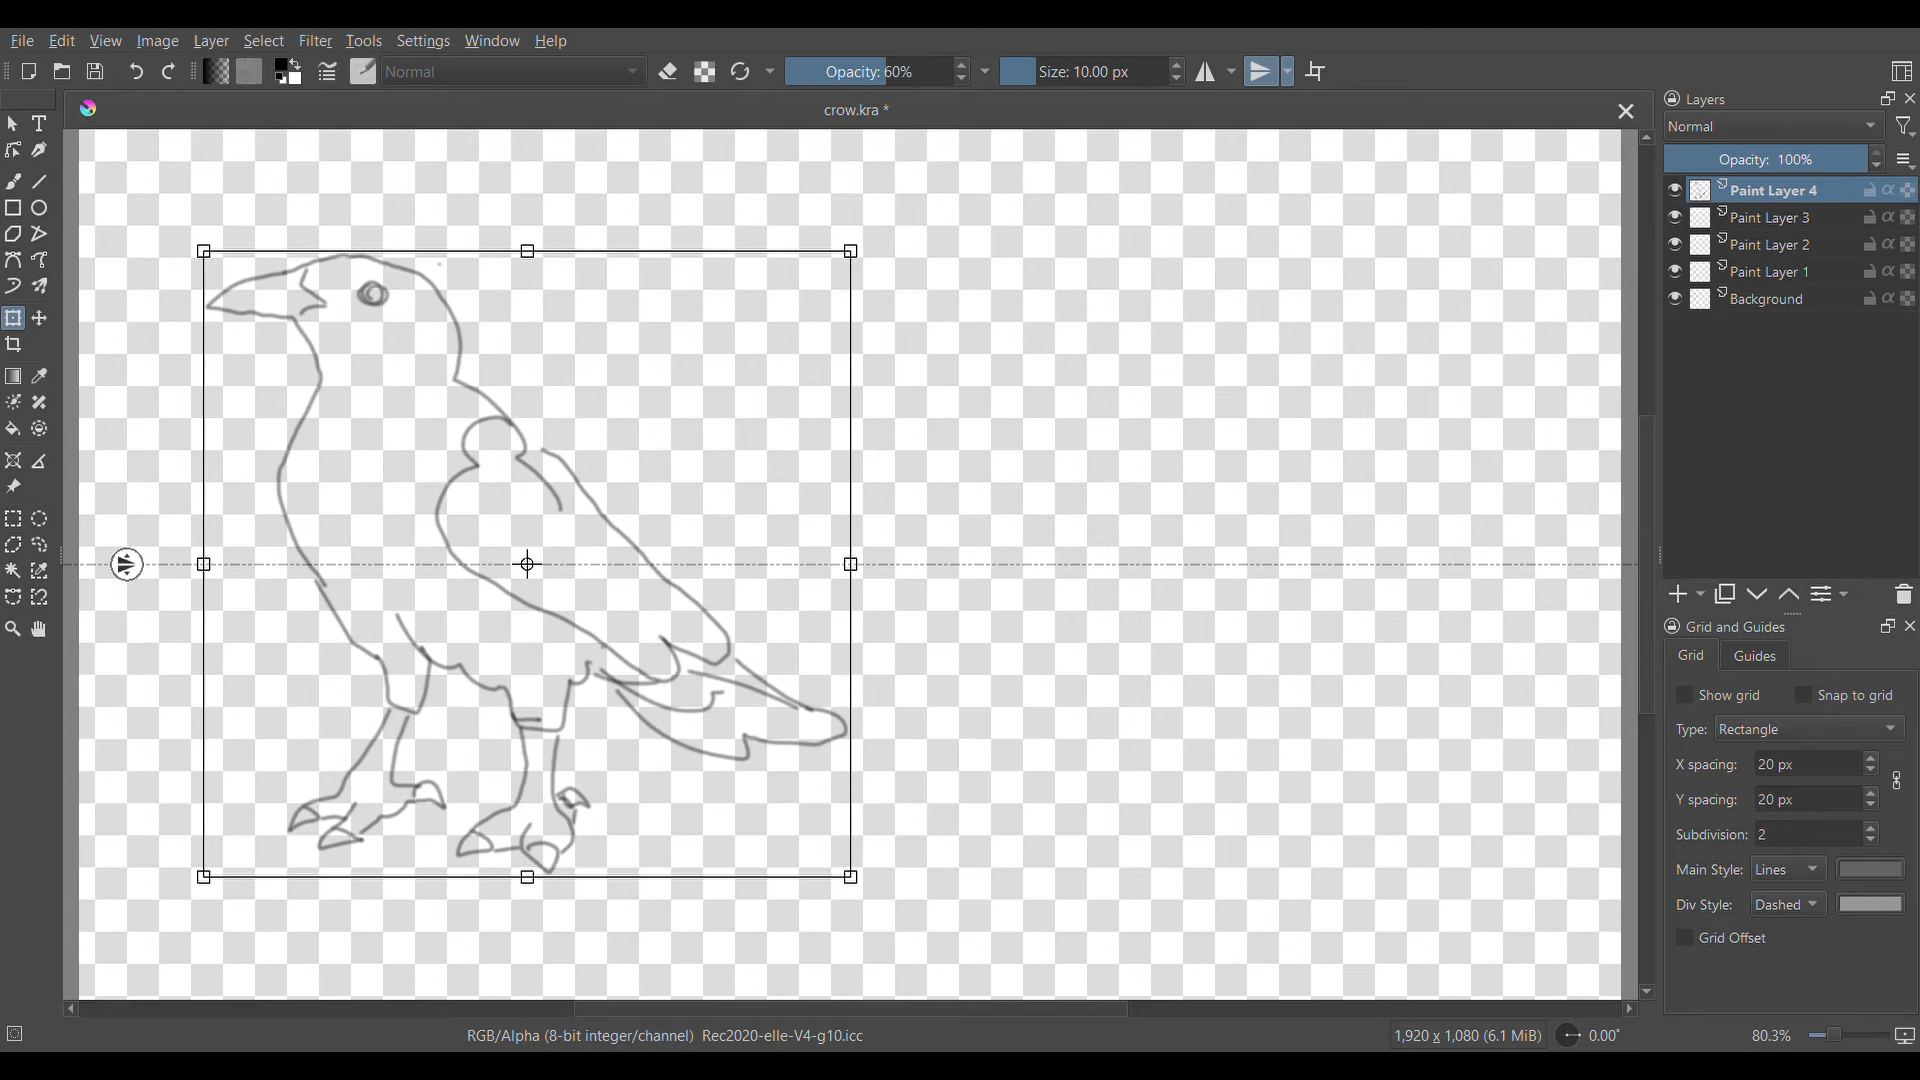 File Edit View Image Layer Select Filter Tools Settings Window Help
Normal Opacity: 60% Size: 10.00 px
crow.kra *
Layers
Normal
Opacity: 100%
Paint Layer 4
Paint Layer 3
Paint Layer 2
Paint Layer 1
Background
Grid and Guides
Grid Guides
Show grid Snap to grid
Type: Rectangle
X spacing: 20 px
Y spacing: 20 px
Subdivision: 2
Main Style: Lines
Div Style: Dashed
Grid Offset
RGB/Alpha (8-bit integer/channel) Rec2020-elle-V4-g10.icc 1,920 x 1,080 (6.1 MiB) 0.00° 80.3%